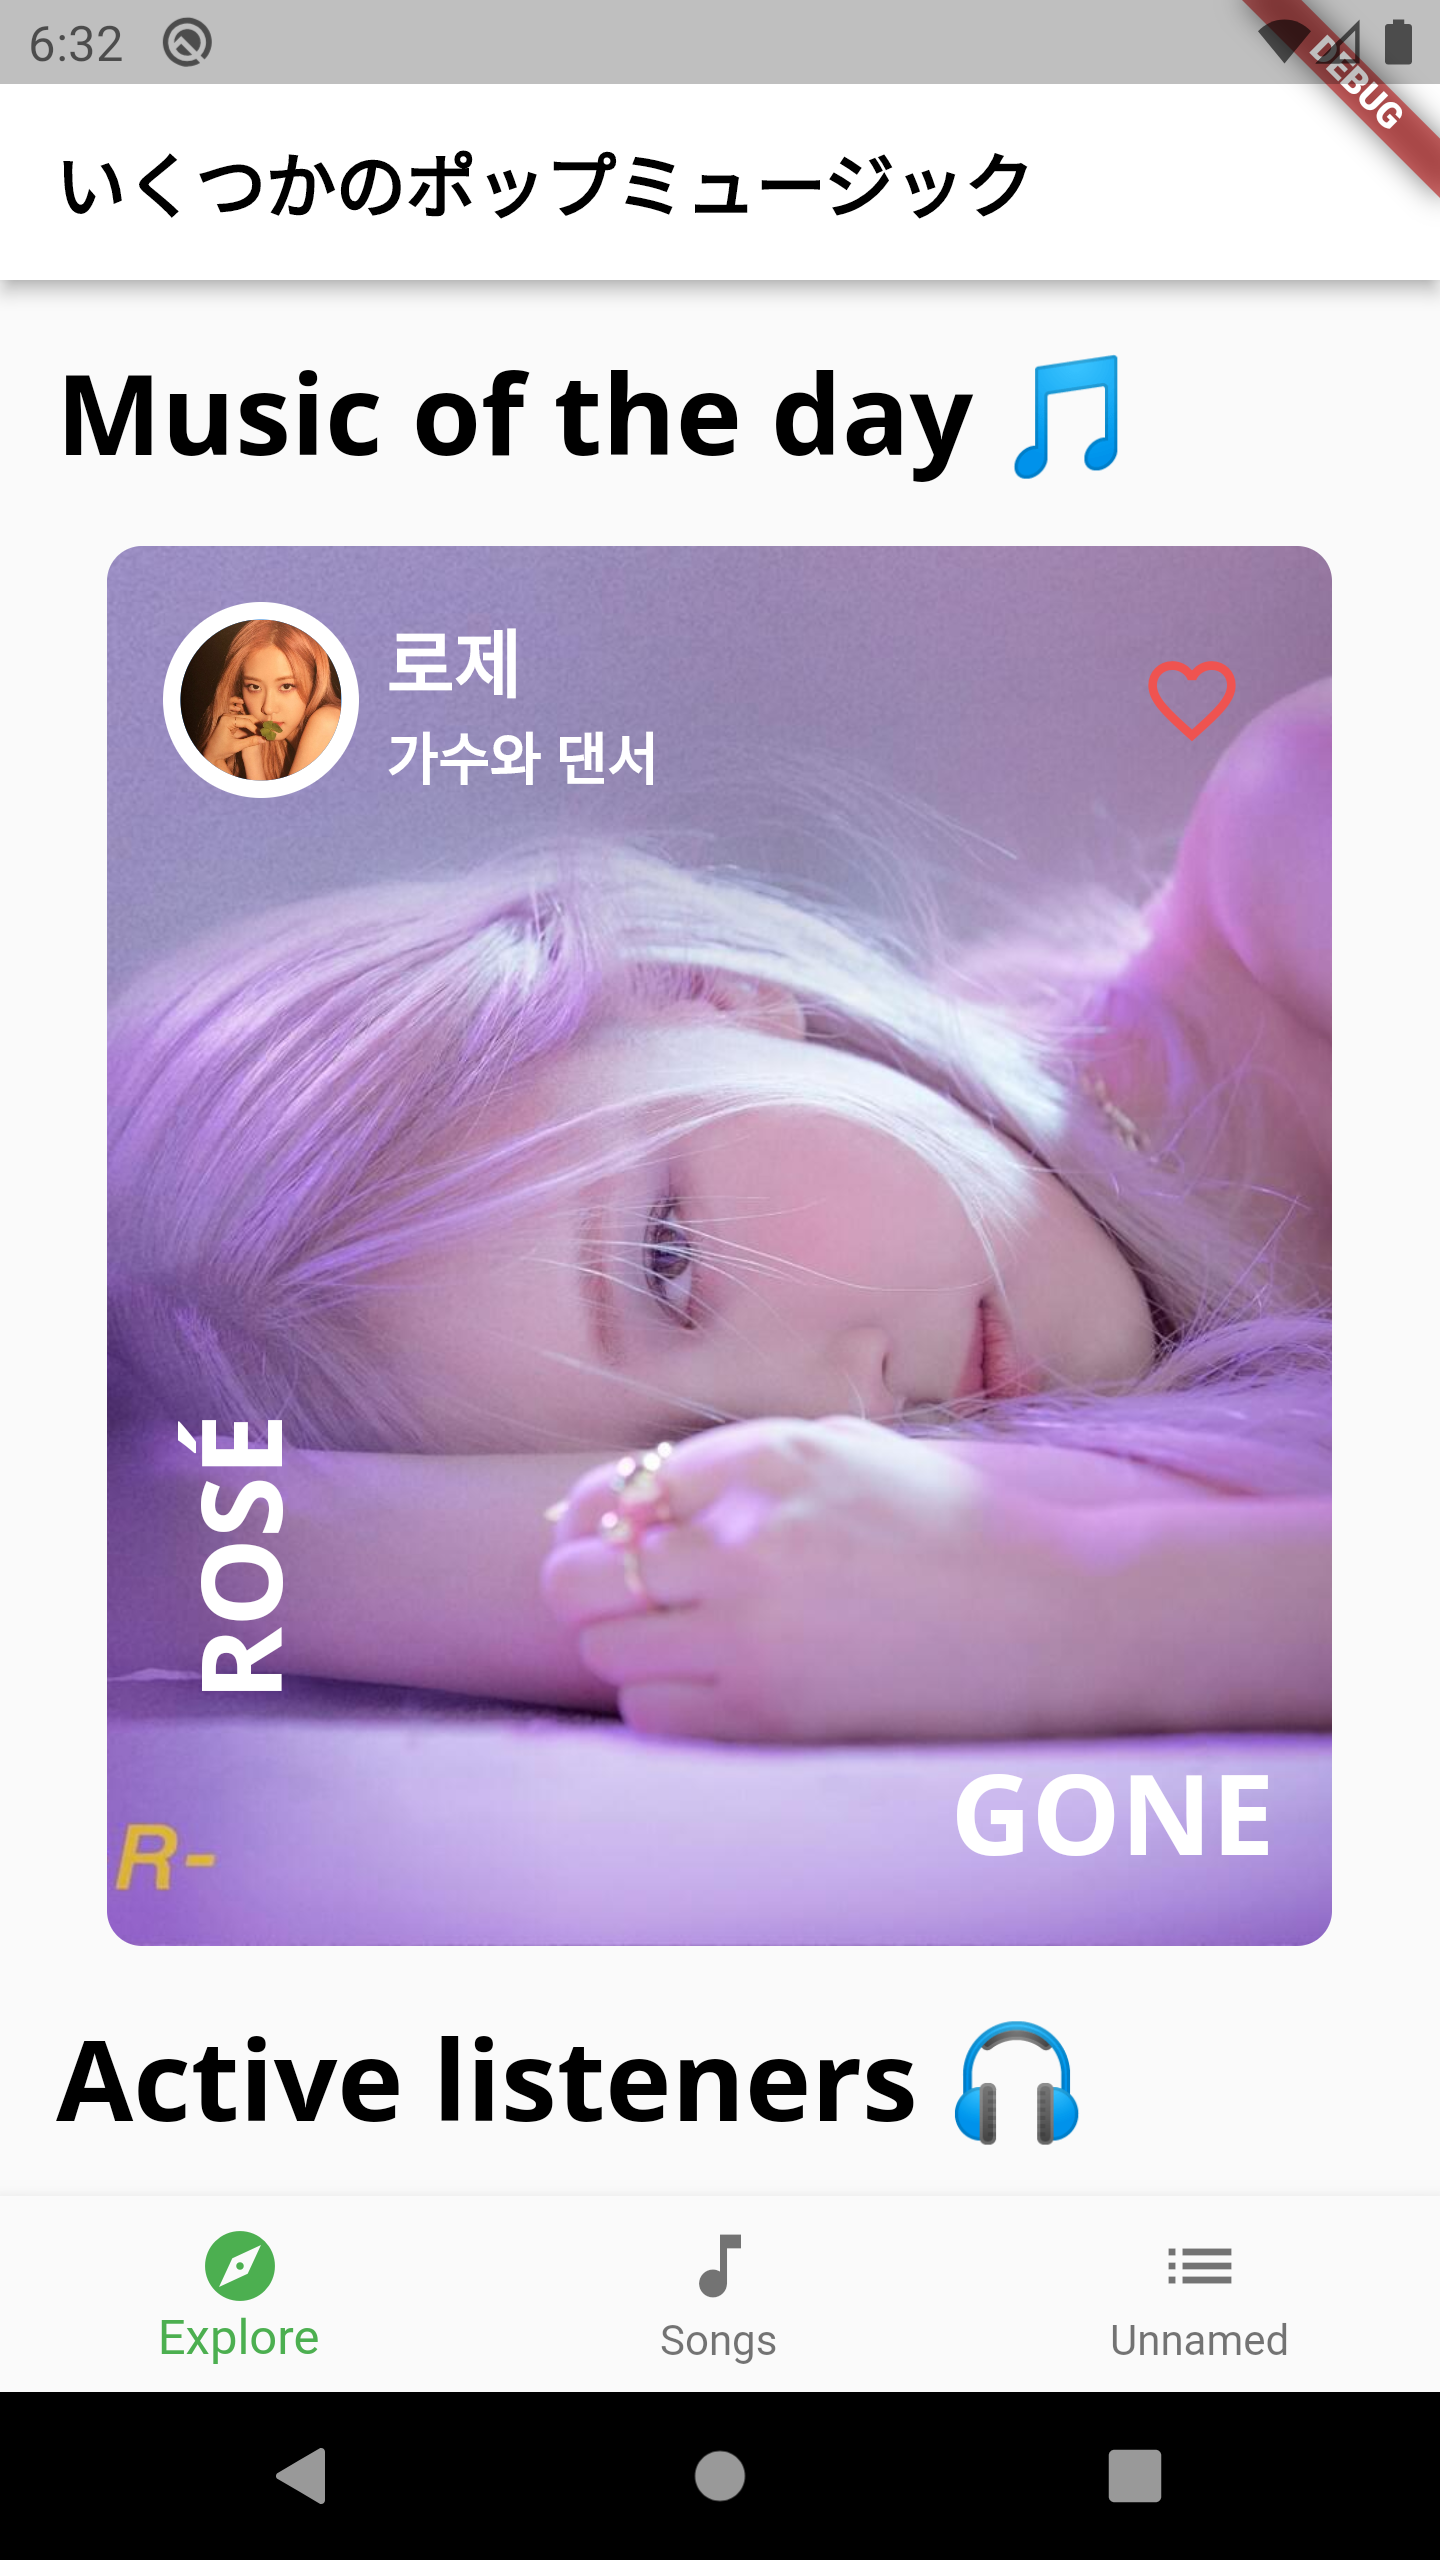 6:32
DEBUG
いくつかのポップミュージック
Music of the day 🎵
로제
가수와 댄서
ROSÉ
GONE
R-
Active listeners 🎧
Explore
Songs
Unnamed